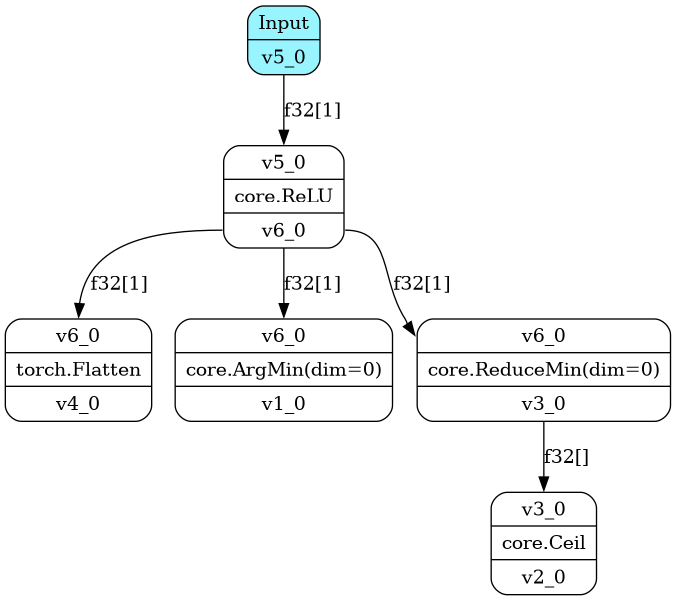 Input
v5_0
f32[1]
v5_0
core.ReLU
v6_0
f32[1]
f32[1]
f32[1]
v6_0
torch.Flatten
v4_0
v6_0
core.ArgMin(dim=0)
v1_0
v6_0
core.ReduceMin(dim=0)
v3_0
f32[]
v3_0
core.Ceil
v2_0